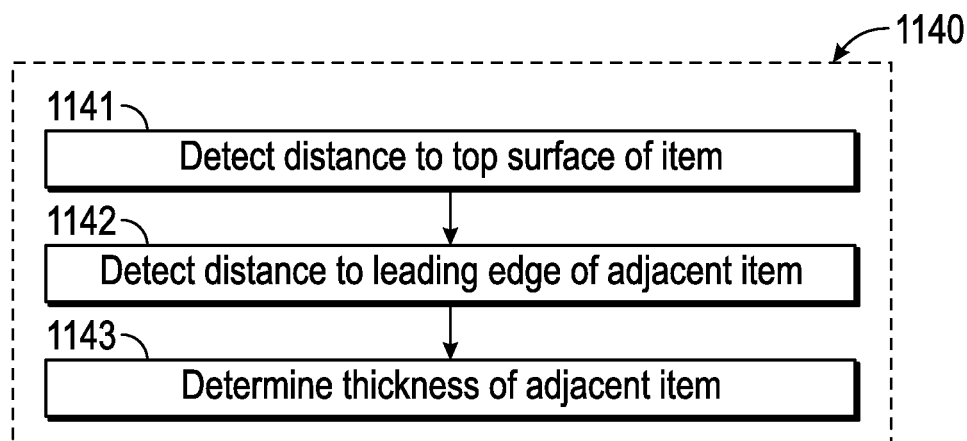 1140
1141
Detect distance to top surface of item
1142
Detect distance to leading edge of adjacent item
1143
Determine thickness of adjacent item